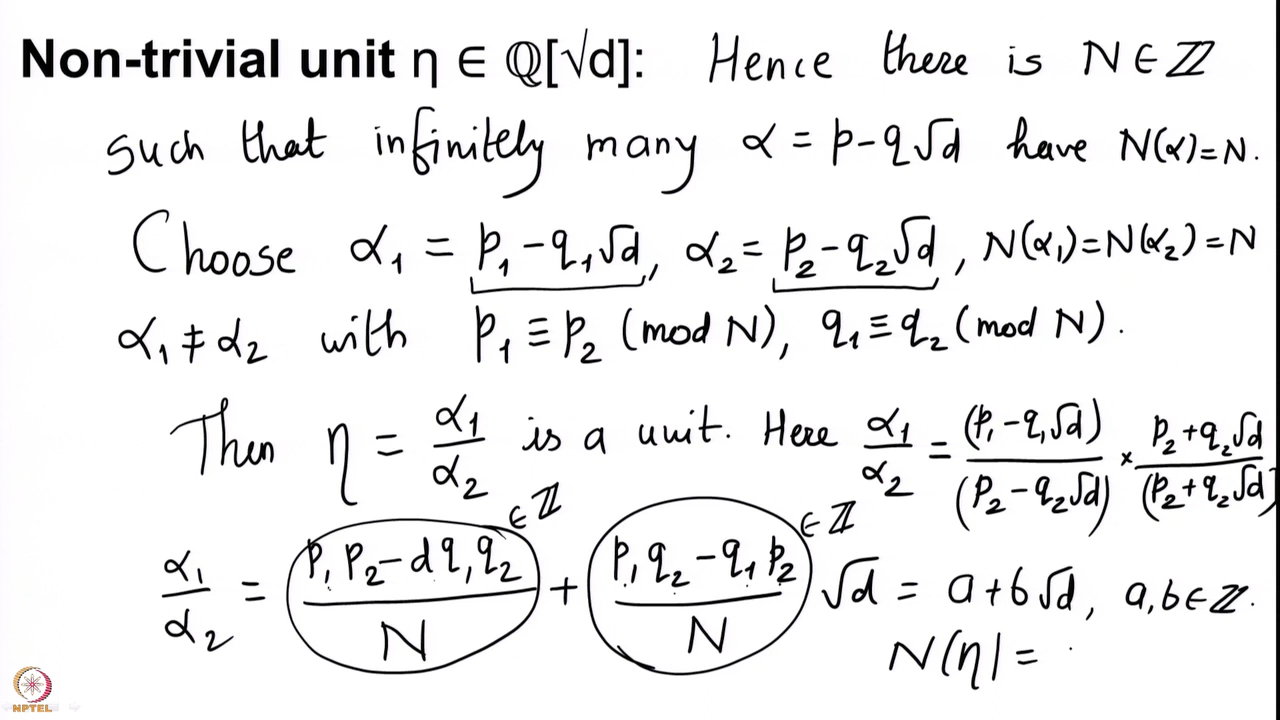 Non-trivial unit η ∈ ℚ[√d]: Hence there is N ∈ ℤ
such that infinitely many α = p - q√d have N(α)=N.
Choose α₁ = p₁ - q₁√d, α₂ = p₂ - q₂√d, N(α₁)=N(α₂)=N
α₁ ≠ α₂ with p₁ ≡ p₂ (mod N), q₁ ≡ q₂ (mod N).
Then η = α₁/α₂ is a unit. Here α₁/α₂ = (p₁ - q₁√d)/(p₂ - q₂√d) × p₂ + q₂√d/(p₂ + q₂√d)
α₁/α₂ = p₁p₂ - dq₁q₂/N ∈ ℤ + p₁q₂ - q₁p₂/N ∈ ℤ √d = a + b√d, a, b ∈ ℤ.
N(η) =
NPTEL